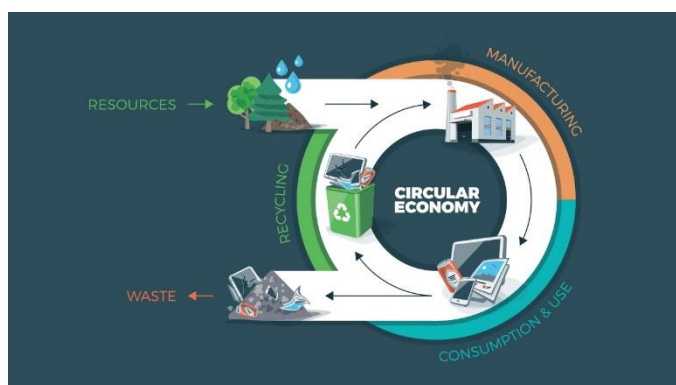 MANUFACTURING
RESOURCES
RECYCLING
CIRCULAR
ECONOMY
WASTE
CONSUMPTION & USE